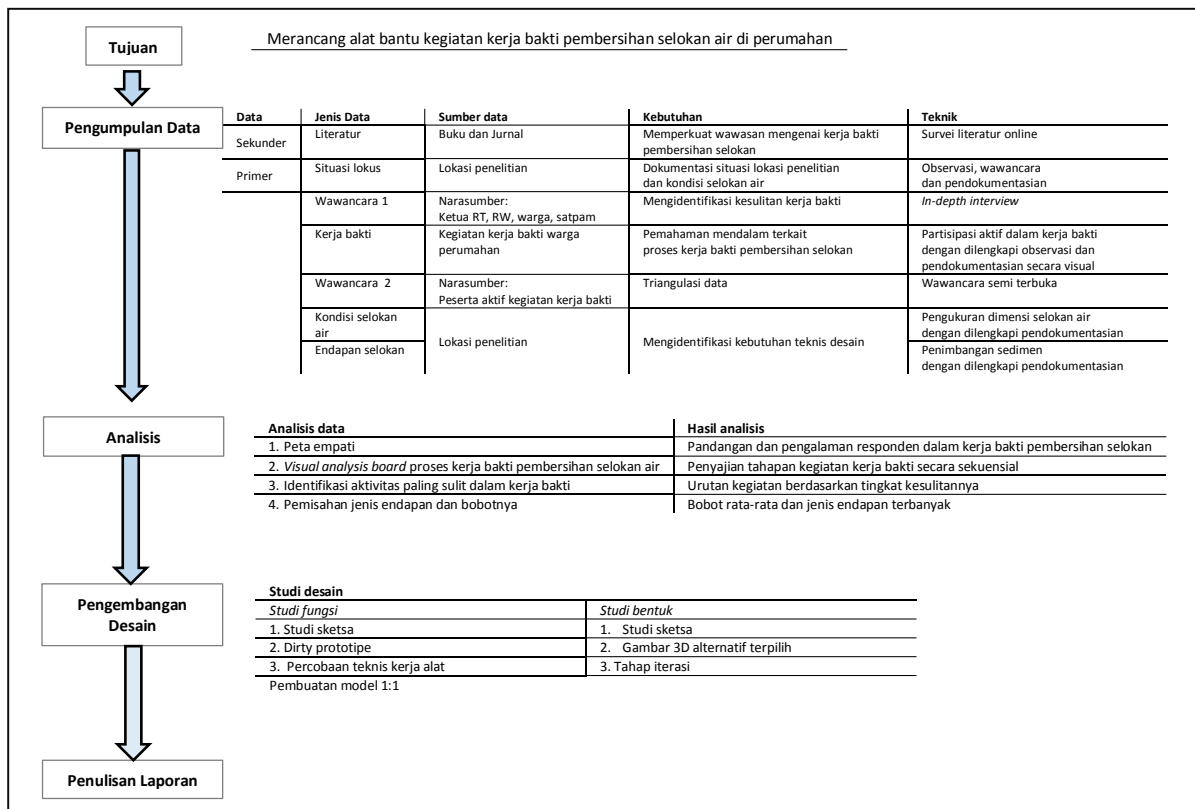 Tujuan
Merancang alat bantu kegiatan kerja bakti pembersihan selokan air di perumahan
Pengumpulan Data
Data Jenis Data Sumber data Kebutuhan Teknik
Sekunder Literatur Buku dan Jurnal Memperkuat wawasan mengenai kerja bakti Survei literatur online
pembersihan selokan
Primer Situasi lokus Lokasi penelitian Dokumentasi situasi lokasi penelitian Observasi, wawancara
dan kondisi selokan air dan pendokumentasian
Wawancara 1 Narasumber: Mengidentifikasi kesulitan kerja bakti In-depth interview
Ketua RT, RW, warga, satpam
Kerja bakti Kegiatan kerja bakti warga Pemahaman mendalam terkait Partisipasi aktif dalam kerja bakti
perumahan proses kerja bakti pembersihan selokan dengan dilengkapi observasi dan
pendokumentasian secara visual
Wawancara 2 Narasumber: Triangulasi data Wawancara semi terbuka
Peserta aktif kegiatan kerja bakti
Kondisi selokan Pengukuran dimensi selokan air
air dengan dilengkapi pendokumentasian
Lokasi penelitian Mengidentifikasi kebutuhan teknis desain
Endapan selokan Penimbangan sedimen
dengan dilengkapi pendokumentasian
Analisis
Analisis data Hasil analisis
1. Peta empati Pandangan dan pengalaman responden dalam kerja bakti pembersihan selokan
2. Visual analysis board proses kerja bakti pembersihan selokan air Penyajian tahapan kegiatan kerja bakti secara sekuensial
3. Identifikasi aktivitas paling sulit dalam kerja bakti Urutan kegiatan berdasarkan tingkat kesulitannya
4. Pemisahan jenis endapan dan bobotnya Bobot rata-rata dan jenis endapan terbanyak
Pengembangan
Desain
Studi desain
Studi fungsi Studi bentuk
1. Studi sketsa 1. Studi sketsa
2. Dirty prototipe 2. Gambar 3D alternatif terpilih
3. Percobaan teknis kerja alat 3. Tahap iterasi
Pembuatan model 1:1
Penulisan Laporan